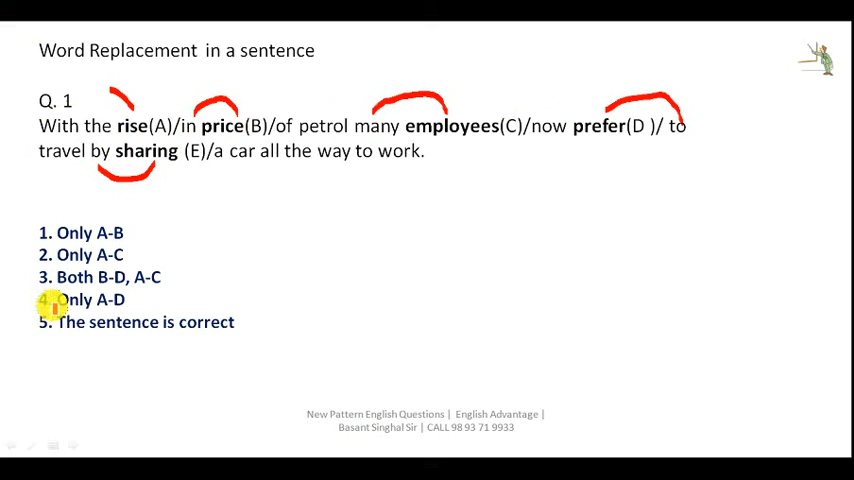 Word Replacement in a sentence
Q. 1
With the rise(A)/in price(B)/of petrol many employees(C)/now prefer(D )/ to
travel by sharing (E)/a car all the way to work.
1. Only A-B
2. Only A-C
3. Both B-D, A-C
4. Only A-D
5. The sentence is correct
New Pattern English Questions | English Advantage |
Basant Singhal Sir | CALL 98 93 71 9933